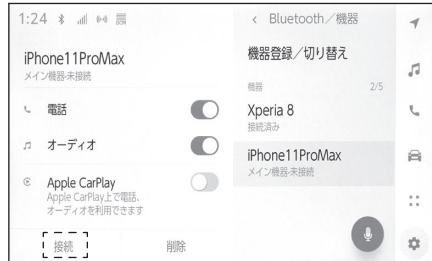 1:24
iPhone11ProMax
メイン機器-未接続
電話
オーディオ
Apple CarPlay
Apple CarPlay上で電話、
オーディオを利用できます
接続
削除
Bluetooth／機器
機器登録／切り替え
機器 2/5
Xperia 8
接続済み
iPhone11ProMax
メイン機器-未接続